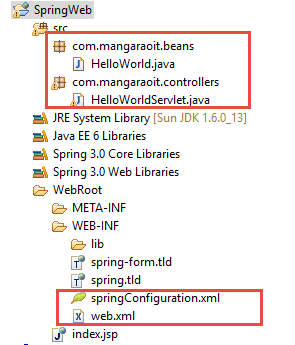 SpringWeb
src
com.mangaraoit.beans
HelloWorld.java
com.mangaraoit.controllers
HelloWorldServlet.java
JRE System Library [Sun JDK 1.6.0_13]
Java EE 6 Libraries
Spring 3.0 Core Libraries
Spring 3.0 Web Libraries
WebRoot
META-INF
WEB-INF
lib
spring-form.tld
spring.tld
springConfiguration.xml
web.xml
index.jsp